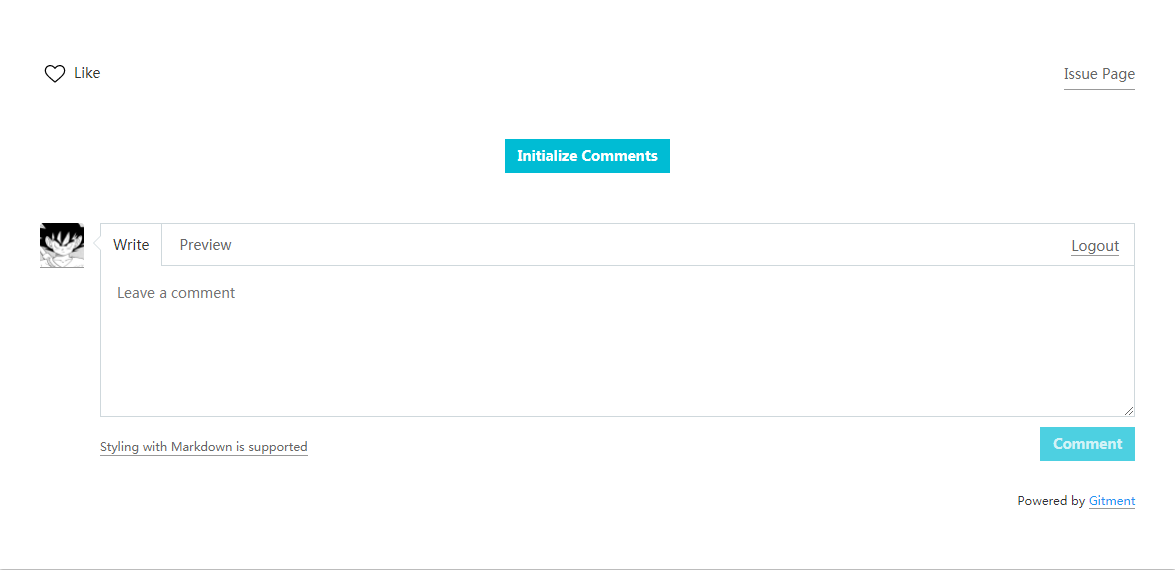 Like
Issue Page
Initialize Comments
Write Preview Logout
Leave a comment
Styling with Markdown is supported
Comment
Powered by Gitment